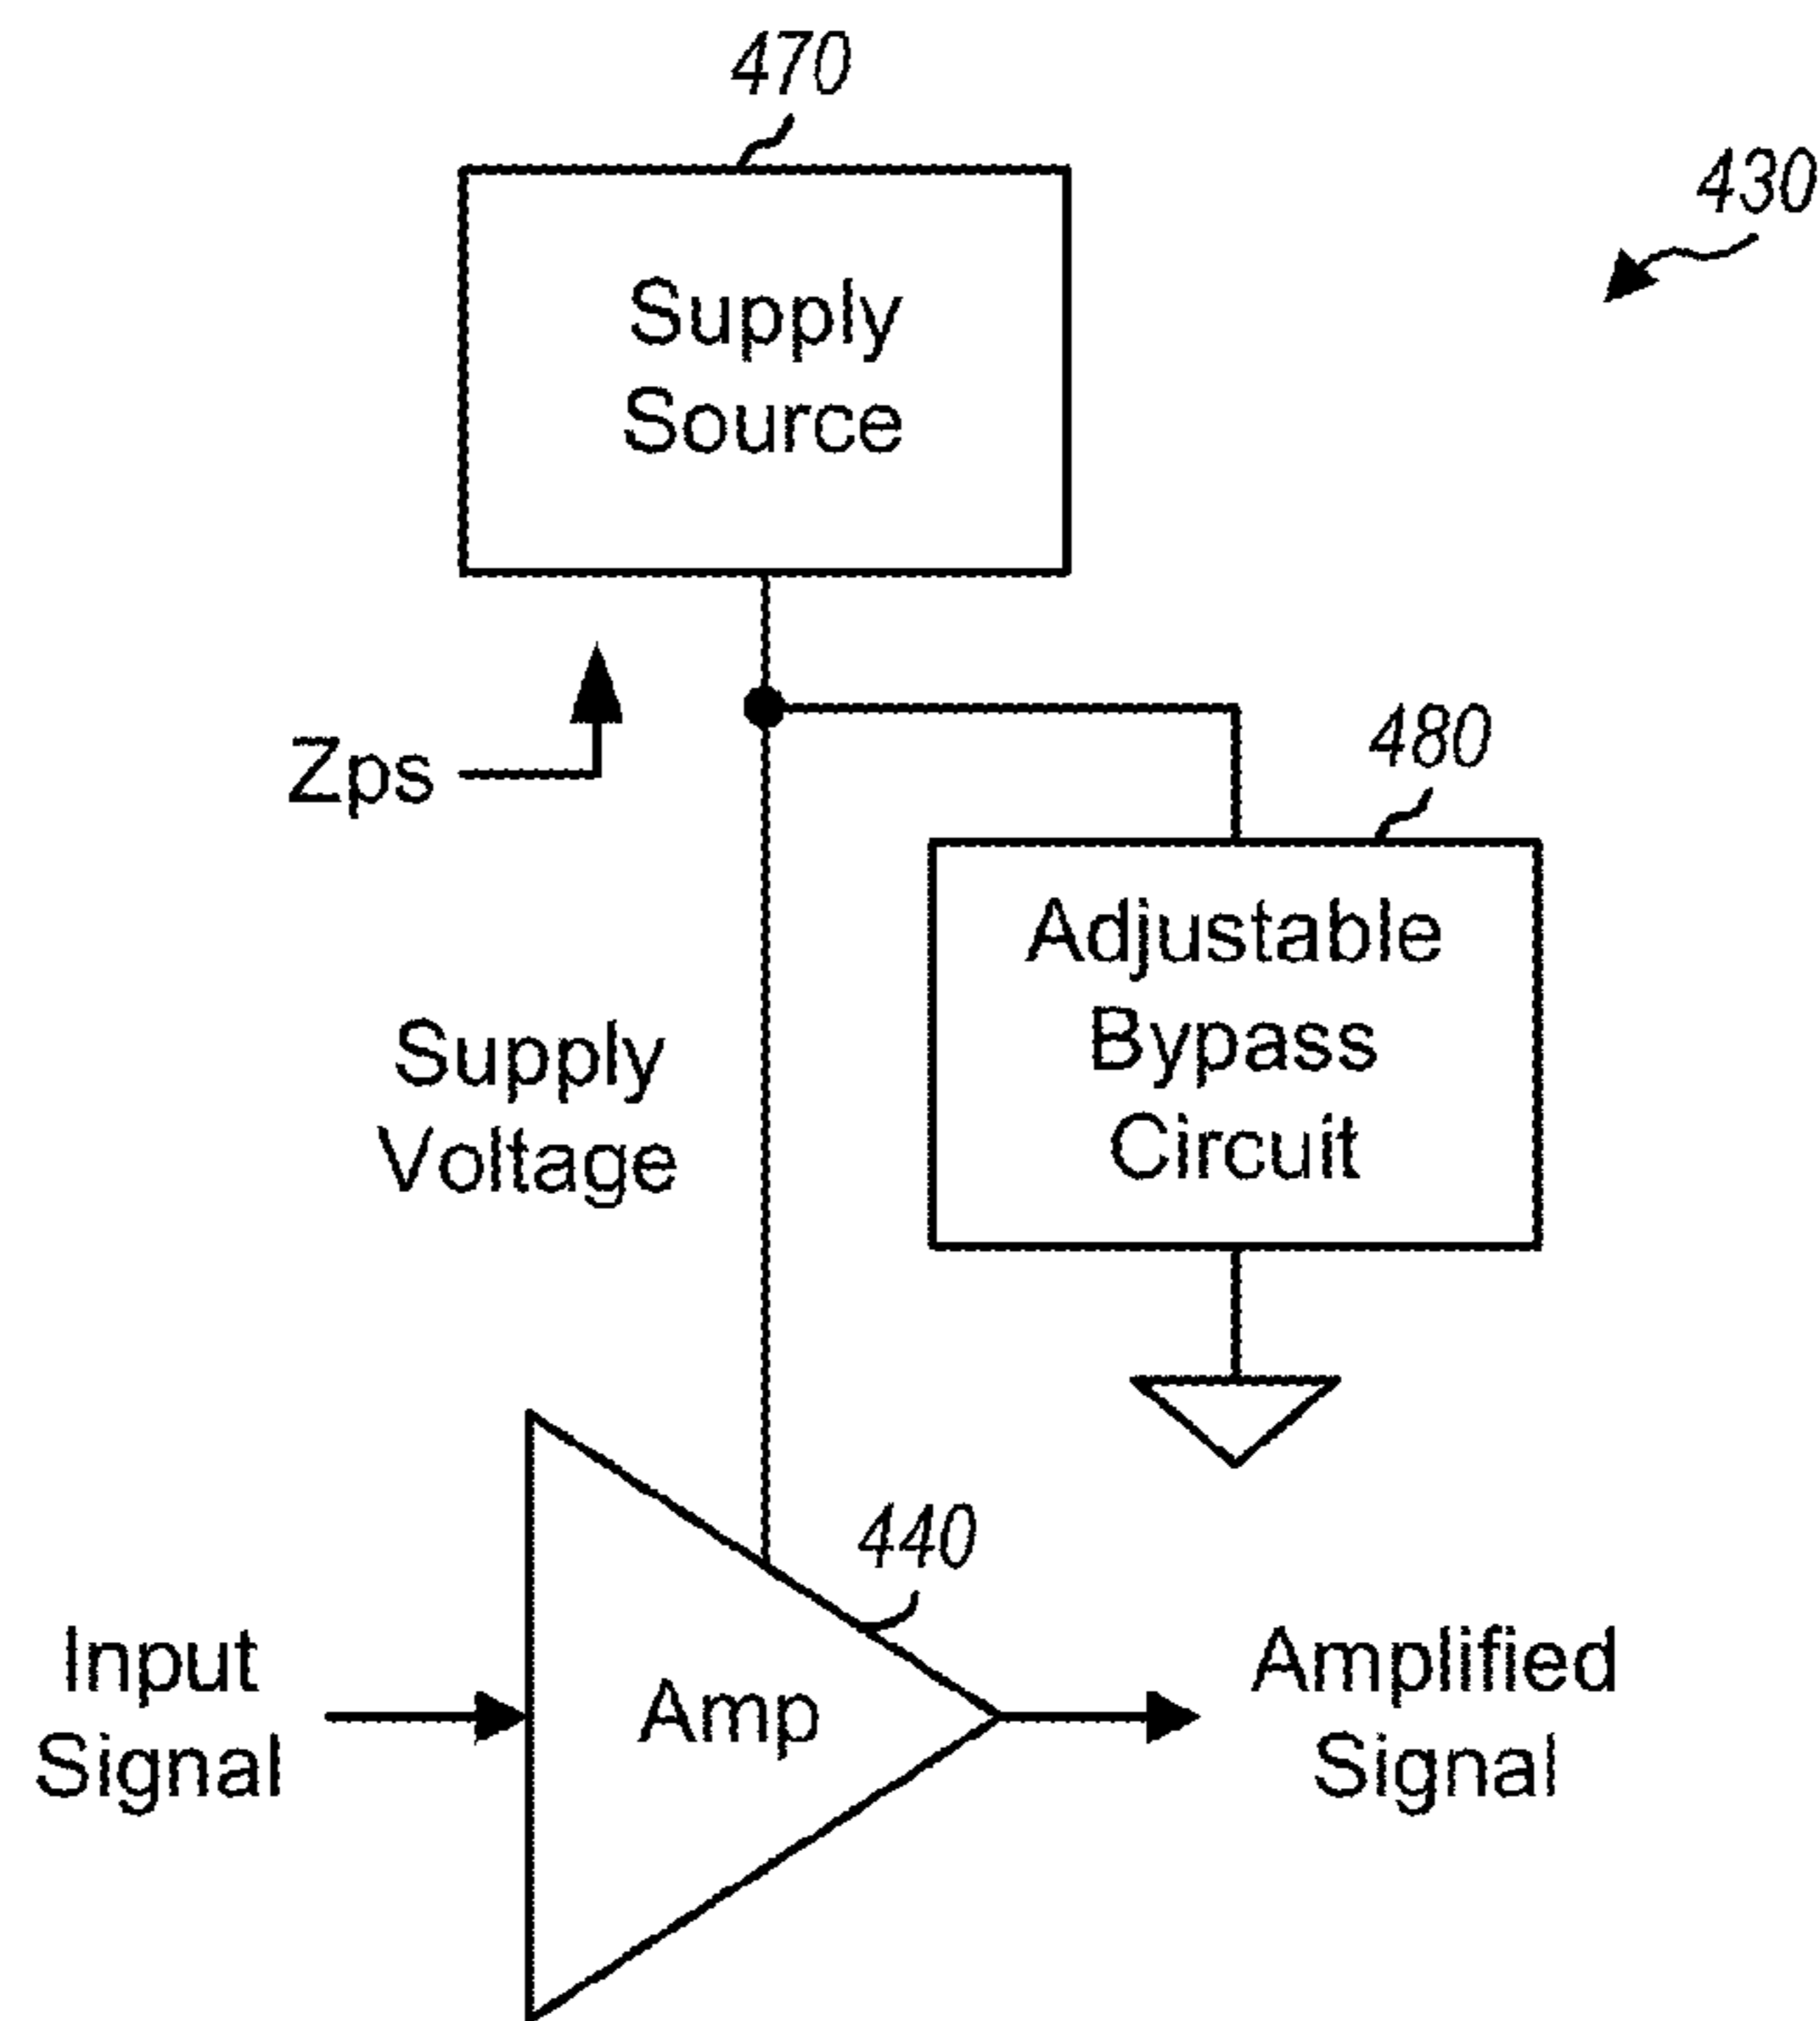 470
430
Supply
Source
Zps
480
Adjustable
Bypass
Circuit
Supply
Voltage
440
Input
Signal
Amp
Amplified
Signal